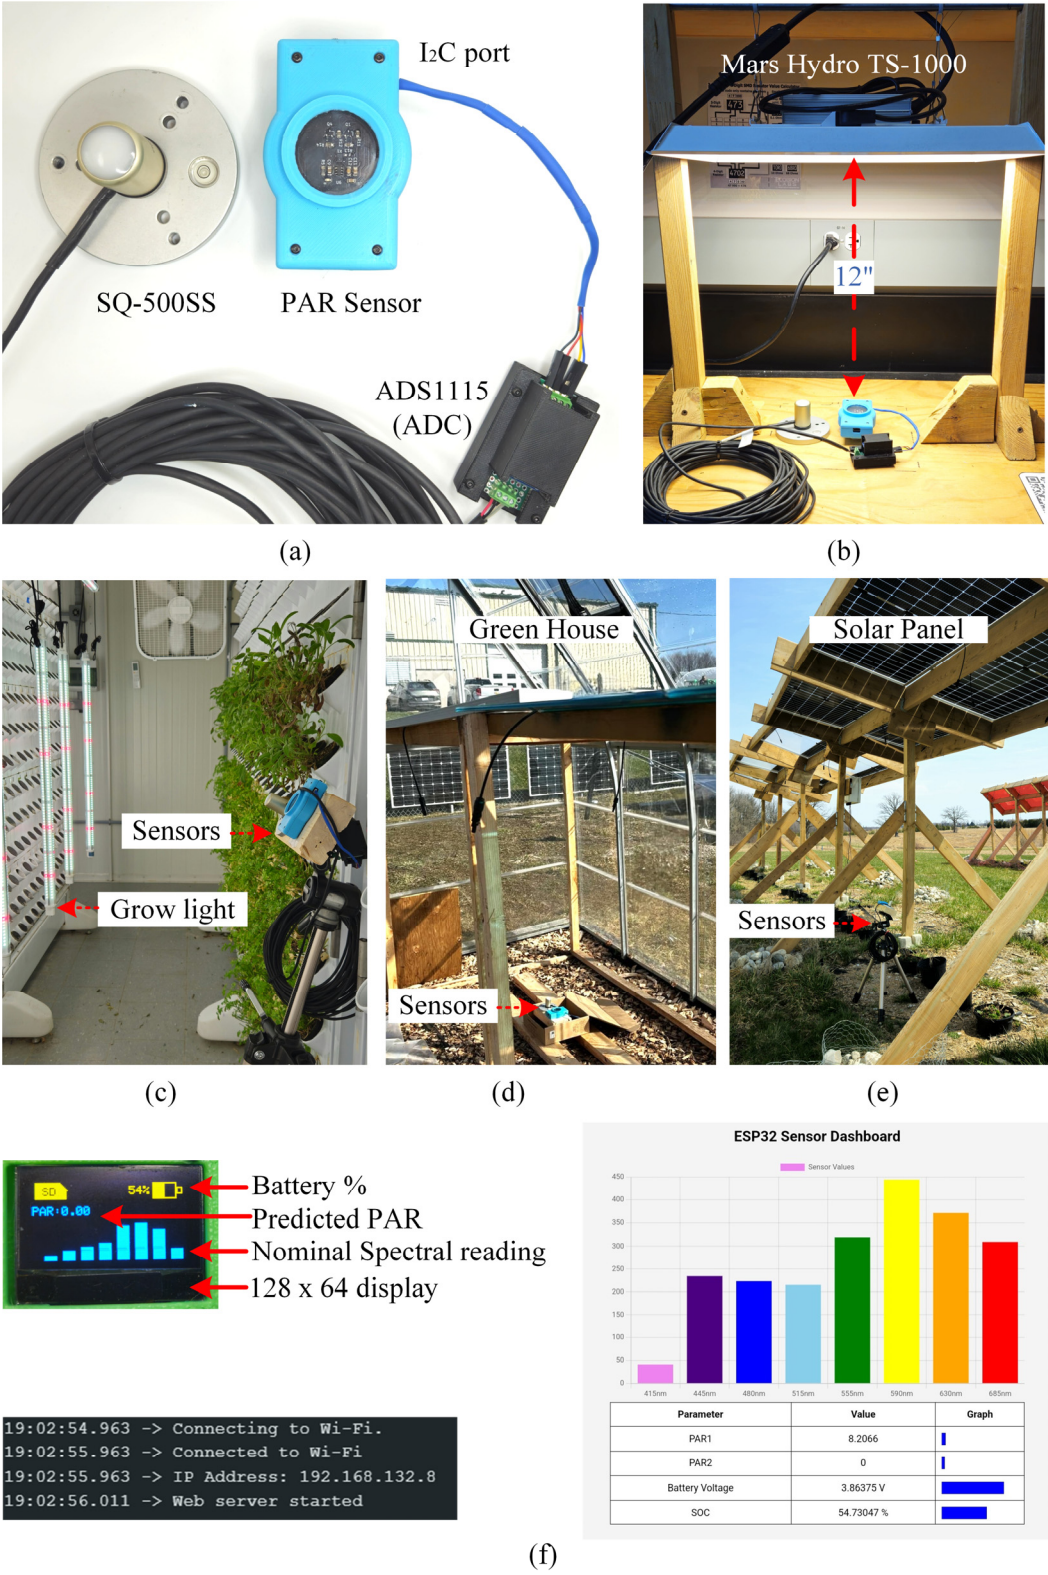 I2C port
SQ-500SS
PAR Sensor
ADS1115
(ADC)
(a)
Mars Hydro TS-1000
473
4702
12"
(b)
Sensors
Grow light
(c)
Green House
Sensors
(d)
Solar Panel
Sensors
(e)
SD
54%
PAR:0.00
Battery %
Predicted PAR
Nominal Spectral reading
128 x 64 display
19:02:54.963 -> Connecting to Wi-Fi.
19:02:55.963 -> Connected to Wi-Fi
19:02:55.963 -> IP Address: 192.168.132.8
19:02:56.011 -> Web server started
ESP32 Sensor Dashboard
Sensor Values
450
400
350
300
250
200
150
100
50
0
415nm 445nm 480nm 515nm 555nm 590nm 630nm 685nm
Parameter Value Graph
PAR1 8.2066
PAR2 0
Battery Voltage 3.86375 V
SOC 54.73047 %
(f)